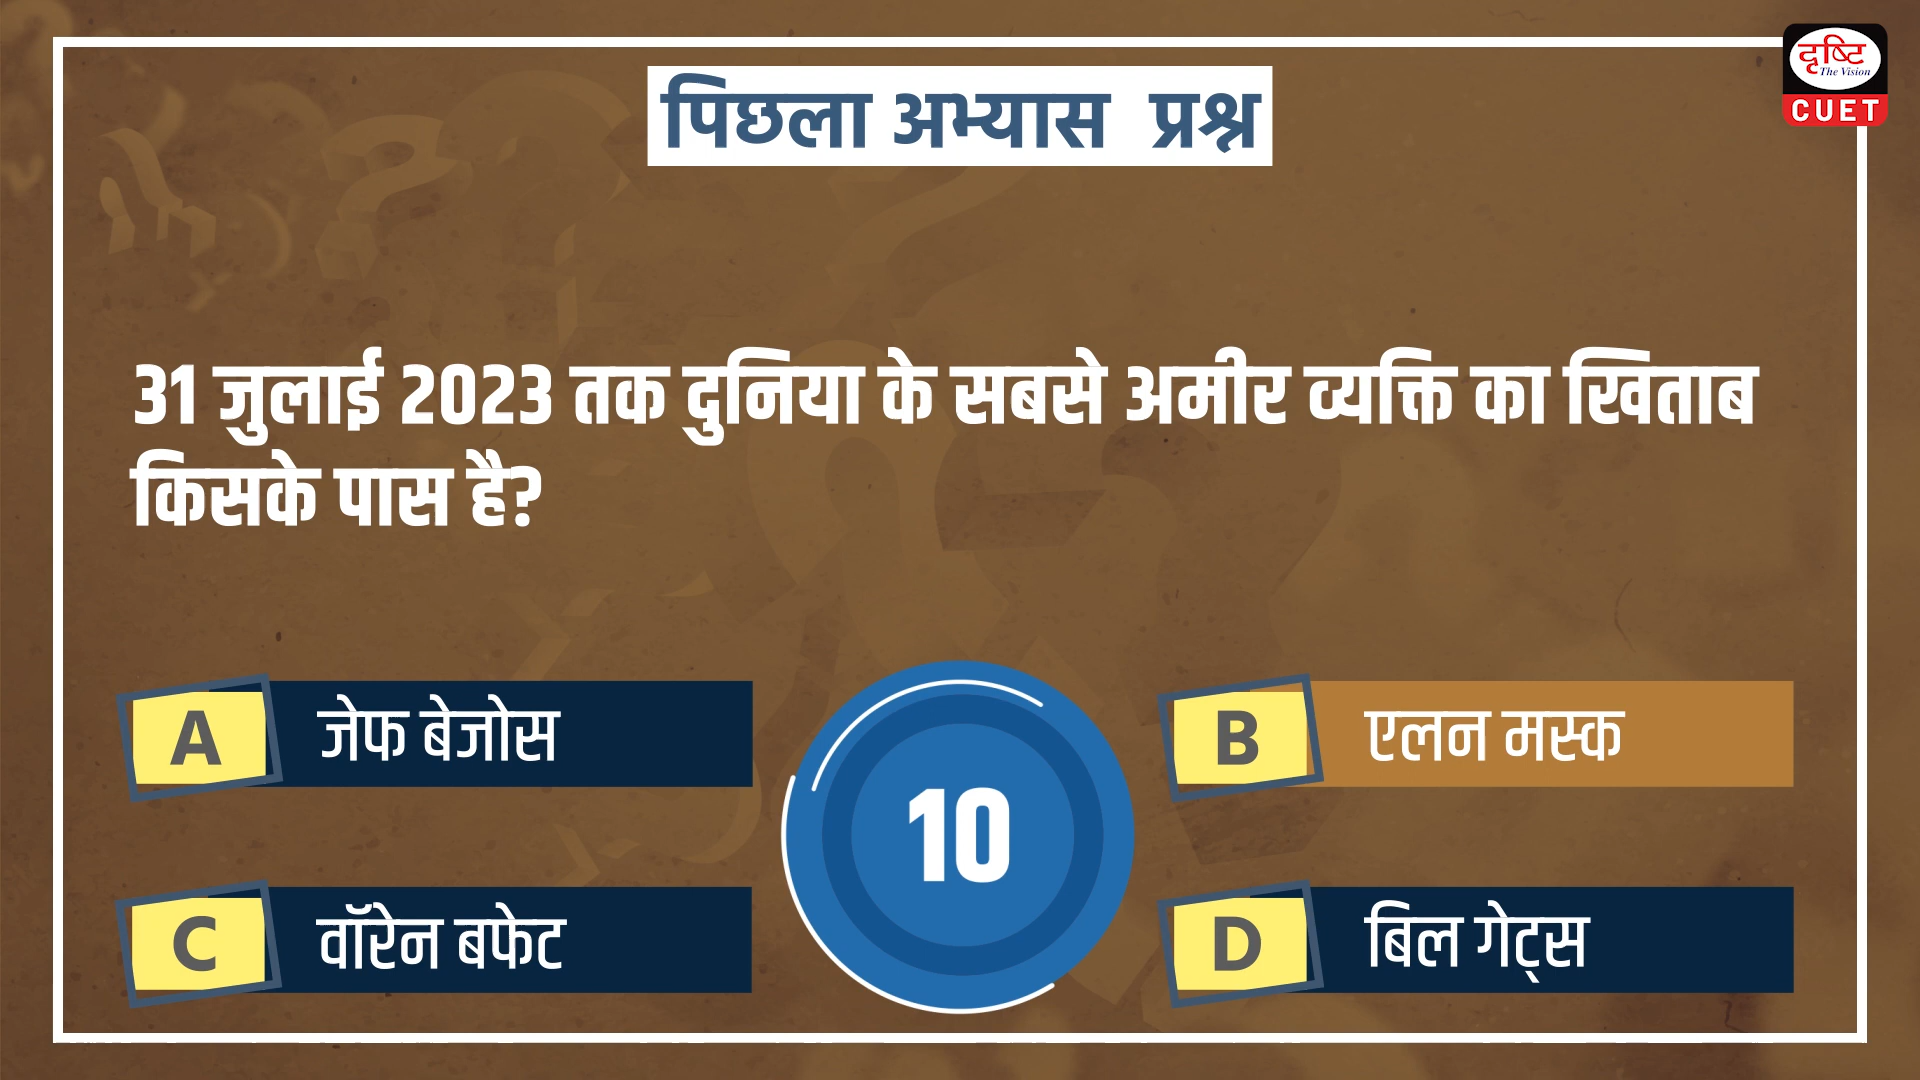 दृष्टि
The Vision
CUET
पिछला अभ्यास प्रश्न
31 जुलाई 2023 तक दुनिया के सबसे अमीर व्यक्ति का खिताब
किसके पास है?
A जेफ बेजोस
B एलन मस्क
10
C वॉरेन बफेट
D बिल गेट्स